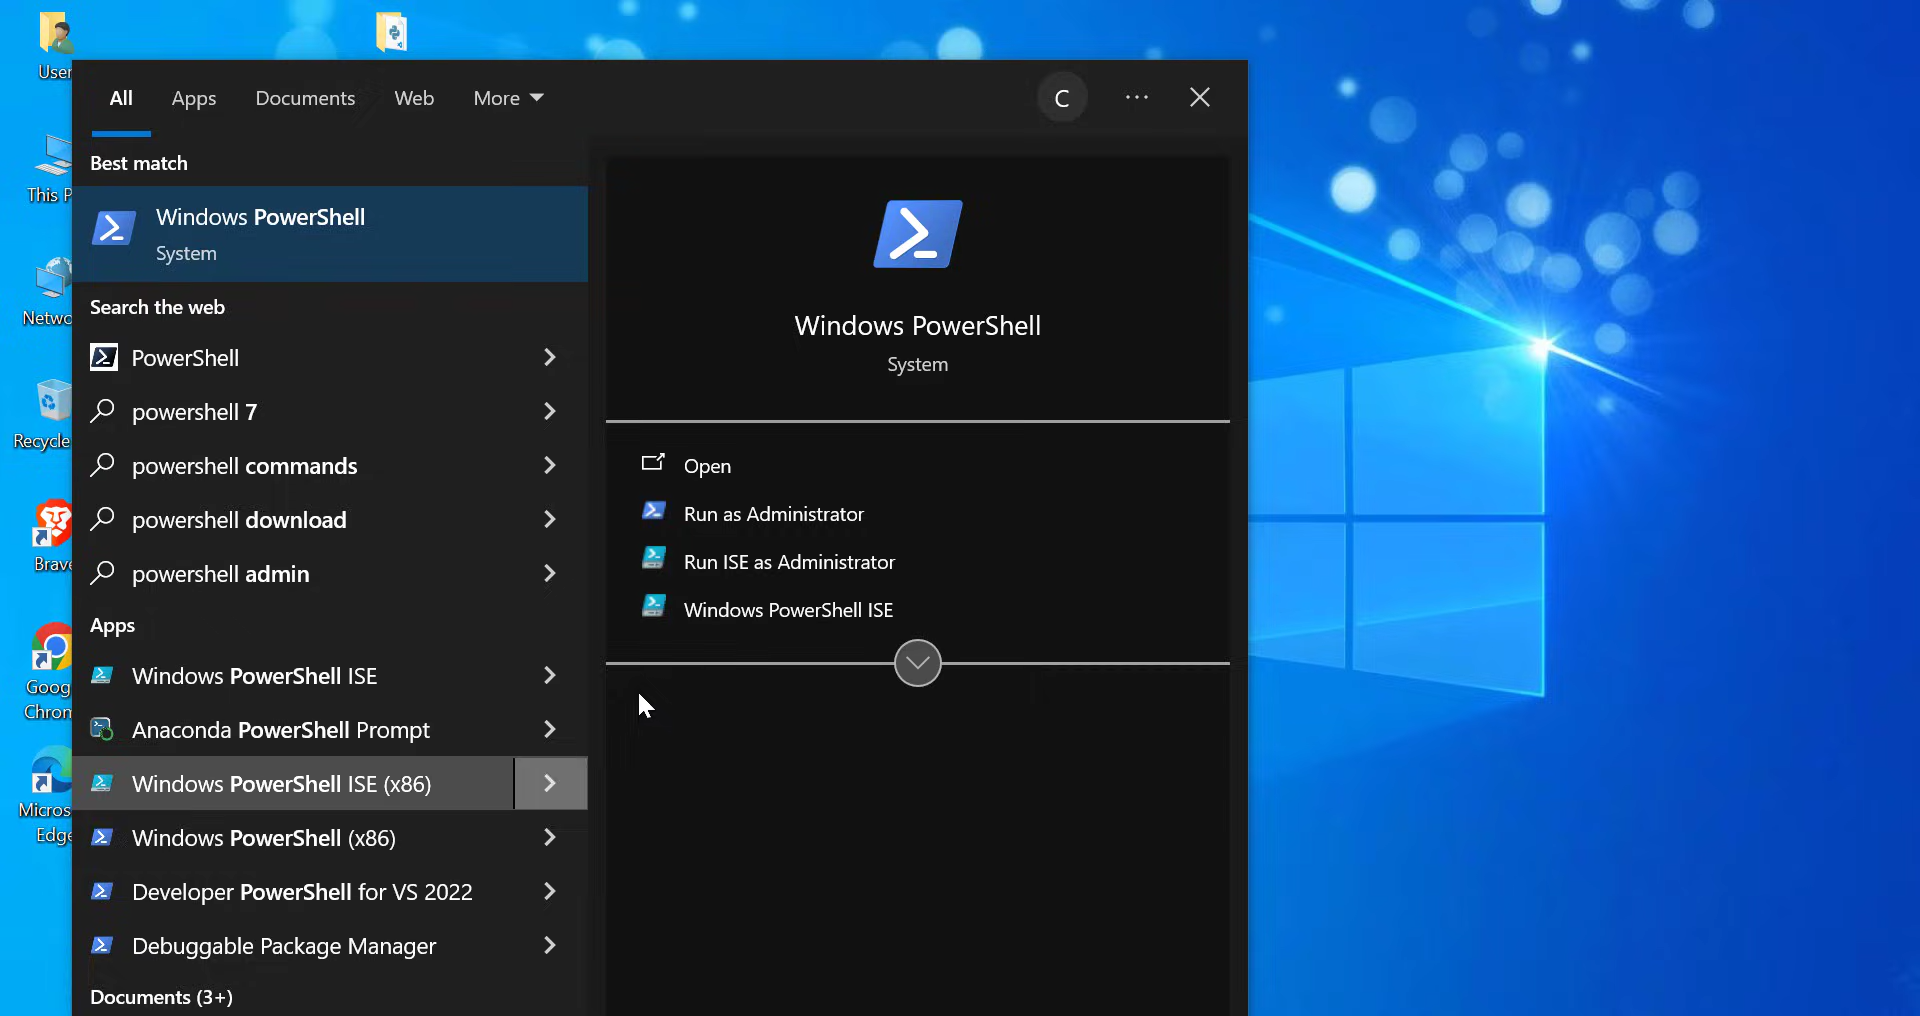 User
This P
Netwo
Recycle
Brave
Goog
Chrom
Micros
Edge
All
Apps
Documents
Web
More
C
Best match
Windows PowerShell
System
Search the web
PowerShell
powershell 7
powershell commands
powershell download
powershell admin
Apps
Windows PowerShell ISE
Anaconda PowerShell Prompt
Windows PowerShell ISE (x86)
Windows PowerShell (x86)
Developer PowerShell for VS 2022
Debuggable Package Manager
Documents (3+)
Windows PowerShell
System
Open
Run as Administrator
Run ISE as Administrator
Windows PowerShell ISE